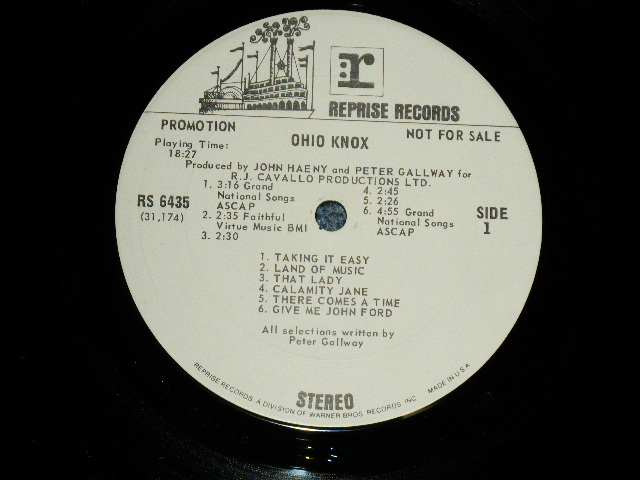 r
REPRISE RECORDS
PROMOTION
OHIO KNOX
NOT FOR SALE
Playing Time:
18:27
Produced by JOHN HAENY and PETER GALLWAY for
R.J. CAVALLO PRODUCTIONS LTD.
RS 6435
(31,174)
1. 3:16 Grand
National Songs
ASCAP
2. 2:35 Faithful
Virtue Music BMI
3. 2:30
4. 2:45
5. 2:26
6. 4:55 Grand
National Songs
ASCAP
SIDE
1
1. TAKING IT EASY
2. LAND OF MUSIC
3. THAT LADY
4. CALAMITY JANE
5. THERE COMES A TIME
6. GIVE ME JOHN FORD
All selections written by
Peter Gallway
STEREO
REPRISE RECORDS, A DIVISION OF WARNER BROS. RECORDS, INC. MADE IN U.S.A.